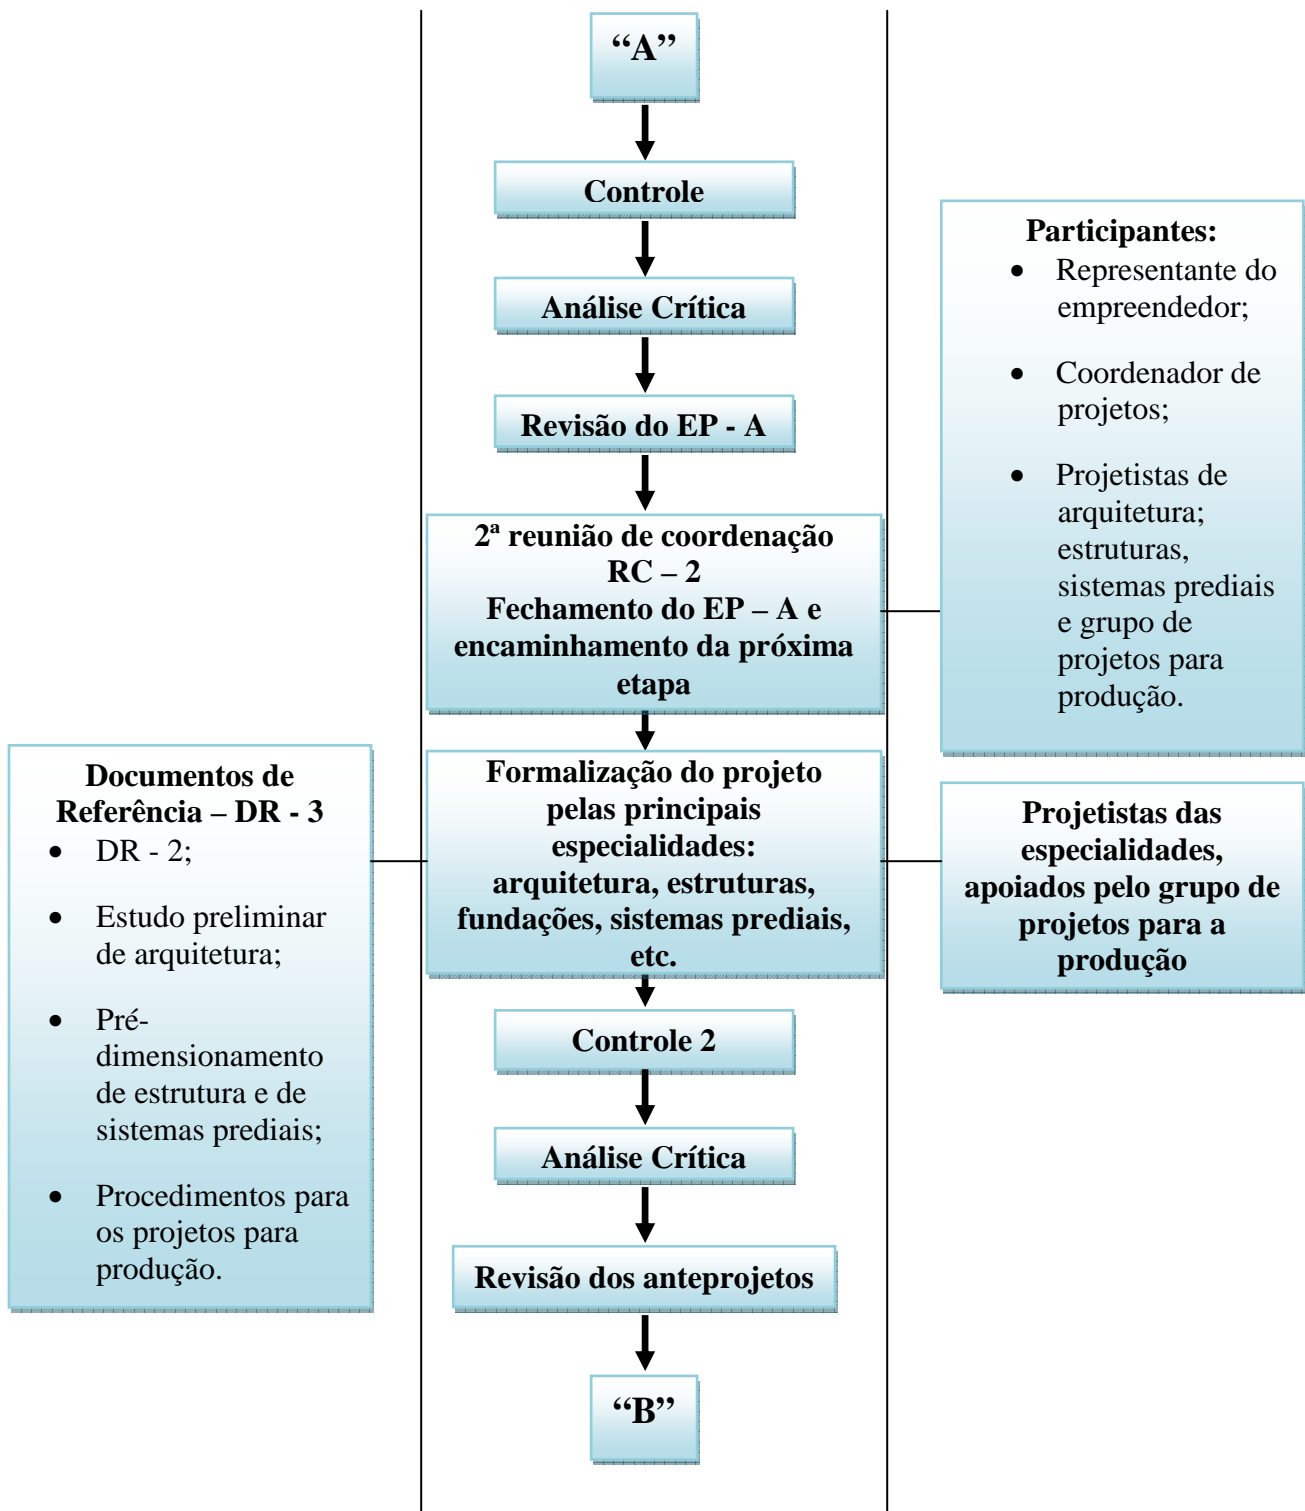 “A”
Controle
Análise Crítica
Revisão do EP - A
2ª reunião de coordenação
RC – 2
Fechamento do EP – A e
encaminhamento da próxima
etapa
Participantes:
• Representante do
empreendedor;
• Coordenador de
projetos;
• Projetistas de
arquitetura;
estruturas,
sistemas prediais
e grupo de
projetos para
produção.
Documentos de
Referência – DR - 3
• DR - 2;
• Estudo preliminar
de arquitetura;
• Pré-
dimensionamento
de estrutura e de
sistemas prediais;
• Procedimentos para
os projetos para
produção.
Formalização do projeto
pelas principais
especialidades:
arquitetura, estruturas,
fundações, sistemas prediais,
etc.
Projetistas das
especialidades,
apoiados pelo grupo de
projetos para a
produção
Controle 2
Análise Crítica
Revisão dos anteprojetos
“B”